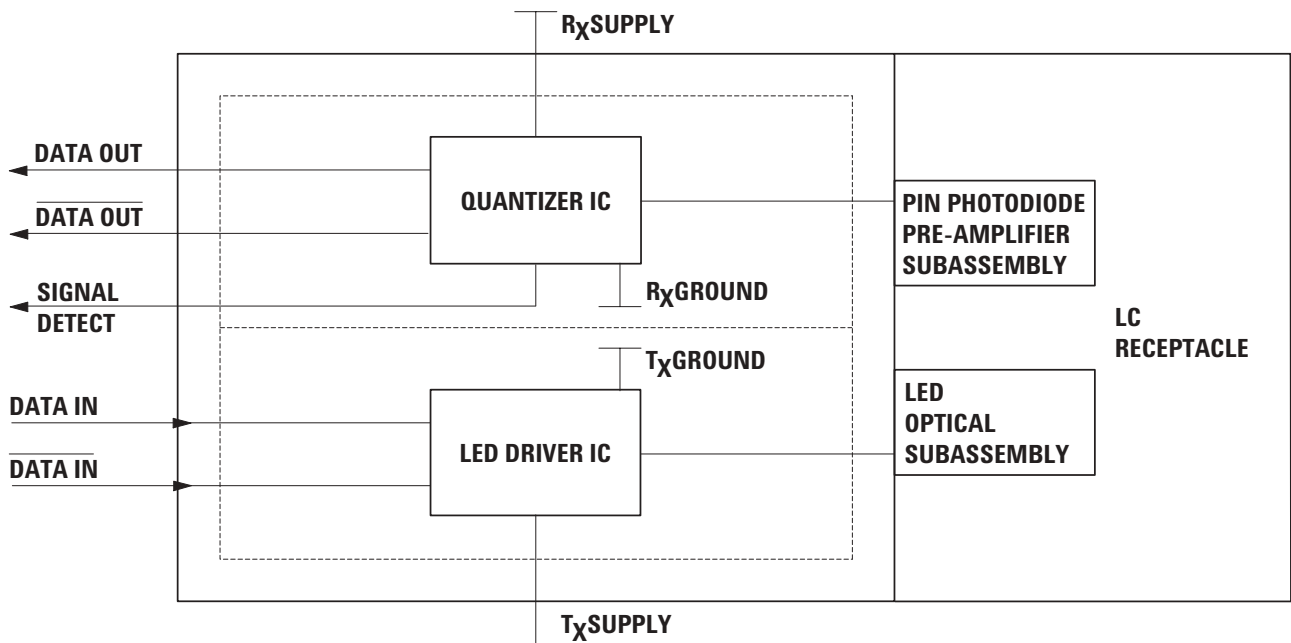 RXSUPPLY
DATA OUT
QUANTIZER IC
DATA OUT
PIN PHOTODIODE
PRE-AMPLIFIER
SUBASSEMBLY
SIGNAL
DETECT
RXGROUND
LC
RECEPTACLE
TXGROUND
DATA IN
LED DRIVER IC
DATA IN
LED
OPTICAL
SUBASSEMBLY
TXSUPPLY